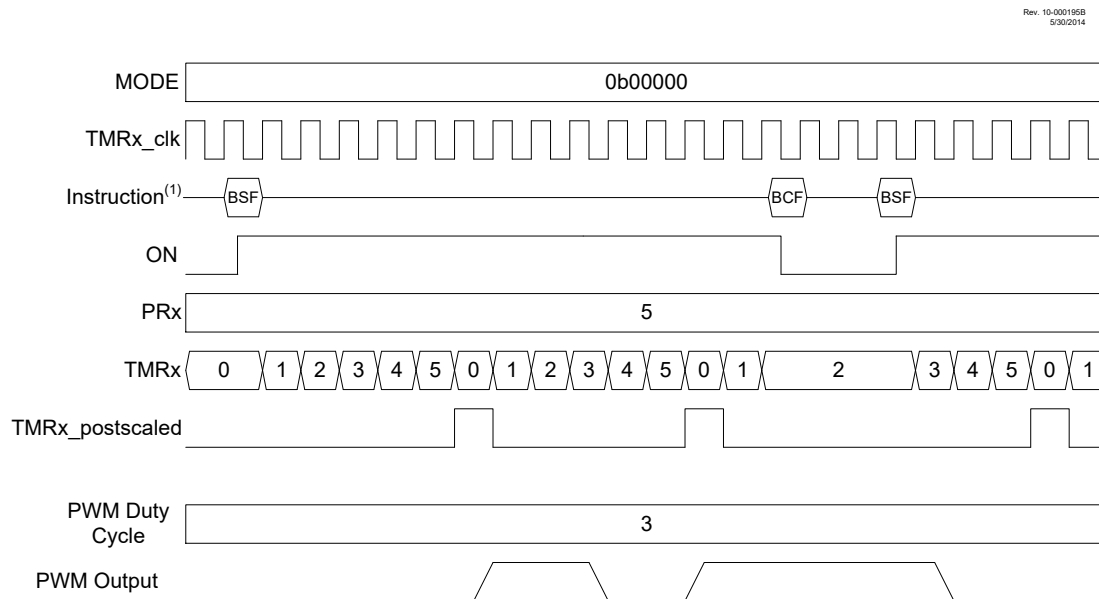 Rev. 10-000195B
5/30/2014
MODE 0b00000
TMRx_clk
Instruction(1) BSF BCF BSF
ON
PRx 5
TMRx 0 1 2 3 4 5 0 1 2 3 4 5 0 1 2 3 4 5 0 1
TMRx_postscaled
PWM Duty
Cycle 3
PWM Output